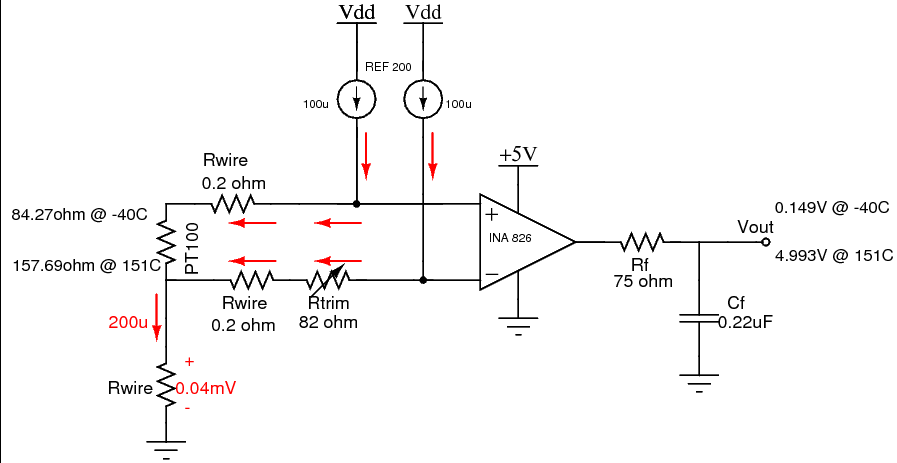 Vdd
Vdd
REF 200
100u
100u
Rwire
0.2 ohm
+5V
84.27ohm @ -40C
PT100
157.69ohm @ 151C
+
INA 826
−
0.149V @ -40C
Vout
4.993V @ 151C
Rf
75 ohm
Rwire
0.2 ohm
Rtrim
82 ohm
Cf
0.22uF
200u
+
Rwire
0.04mV
-